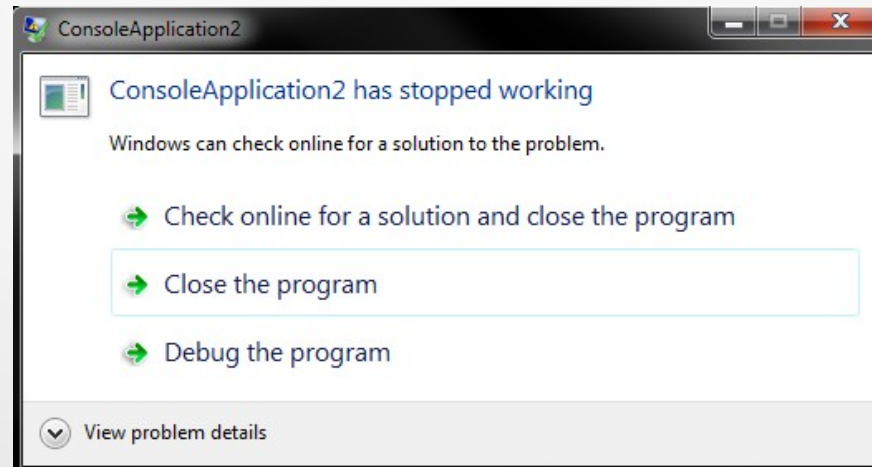 ConsoleApplication2
ConsoleApplication2 has stopped working
Windows can check online for a solution to the problem.
Check online for a solution and close the program
Close the program
Debug the program
View problem details